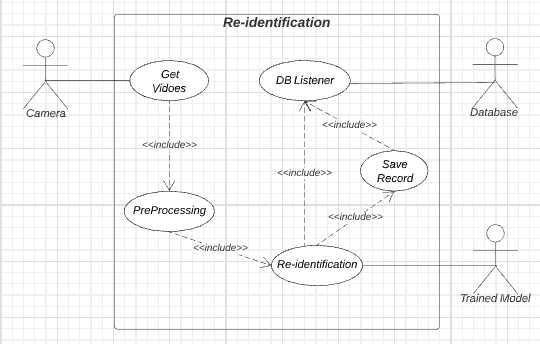 Re-identification
Get
Vidoes
DB Listener
Camera
Database
<<include>>
<<include>>
Save
Record
<<include>>
PreProcessing
<<include>>
<<include>>
Re-identification
Trained Model